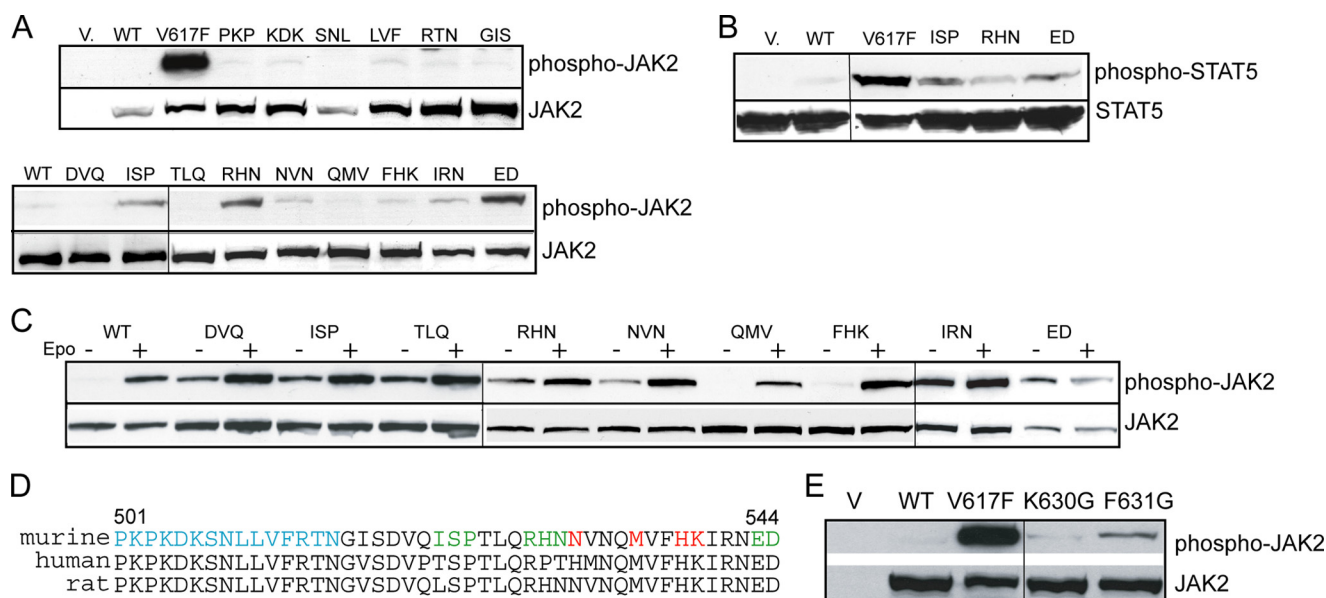 A
V. WT V617F PKP KDK SNL LVF RTN GIS
phospho-JAK2
JAK2
WT DVQ ISP TLQ RHN NVN QMV FHK IRN ED
phospho-JAK2
JAK2
B
V. WT V617F ISP RHN ED
phospho-STAT5
STAT5
C
WT DVQ ISP TLQ RHN NVN QMV FHK IRN ED
Epo - + - + - + - + - + - + - + - + - + - +
phospho-JAK2
JAK2
D
501 544
murine PKPKDKSNLLVFRTNGISDVQISPTLQRHNNVNQMVFHKIRNED
human PKPKDKSNLLVFRTNGVSDVPTSPTLQRPTHMNQMVFHKIRNED
rat PKPKDKSNLLVFRTNGVSDVQLSPTLQRHNNVNQMVFHKIRNED
E
V WT V617F K630G F631G
phospho-JAK2
JAK2